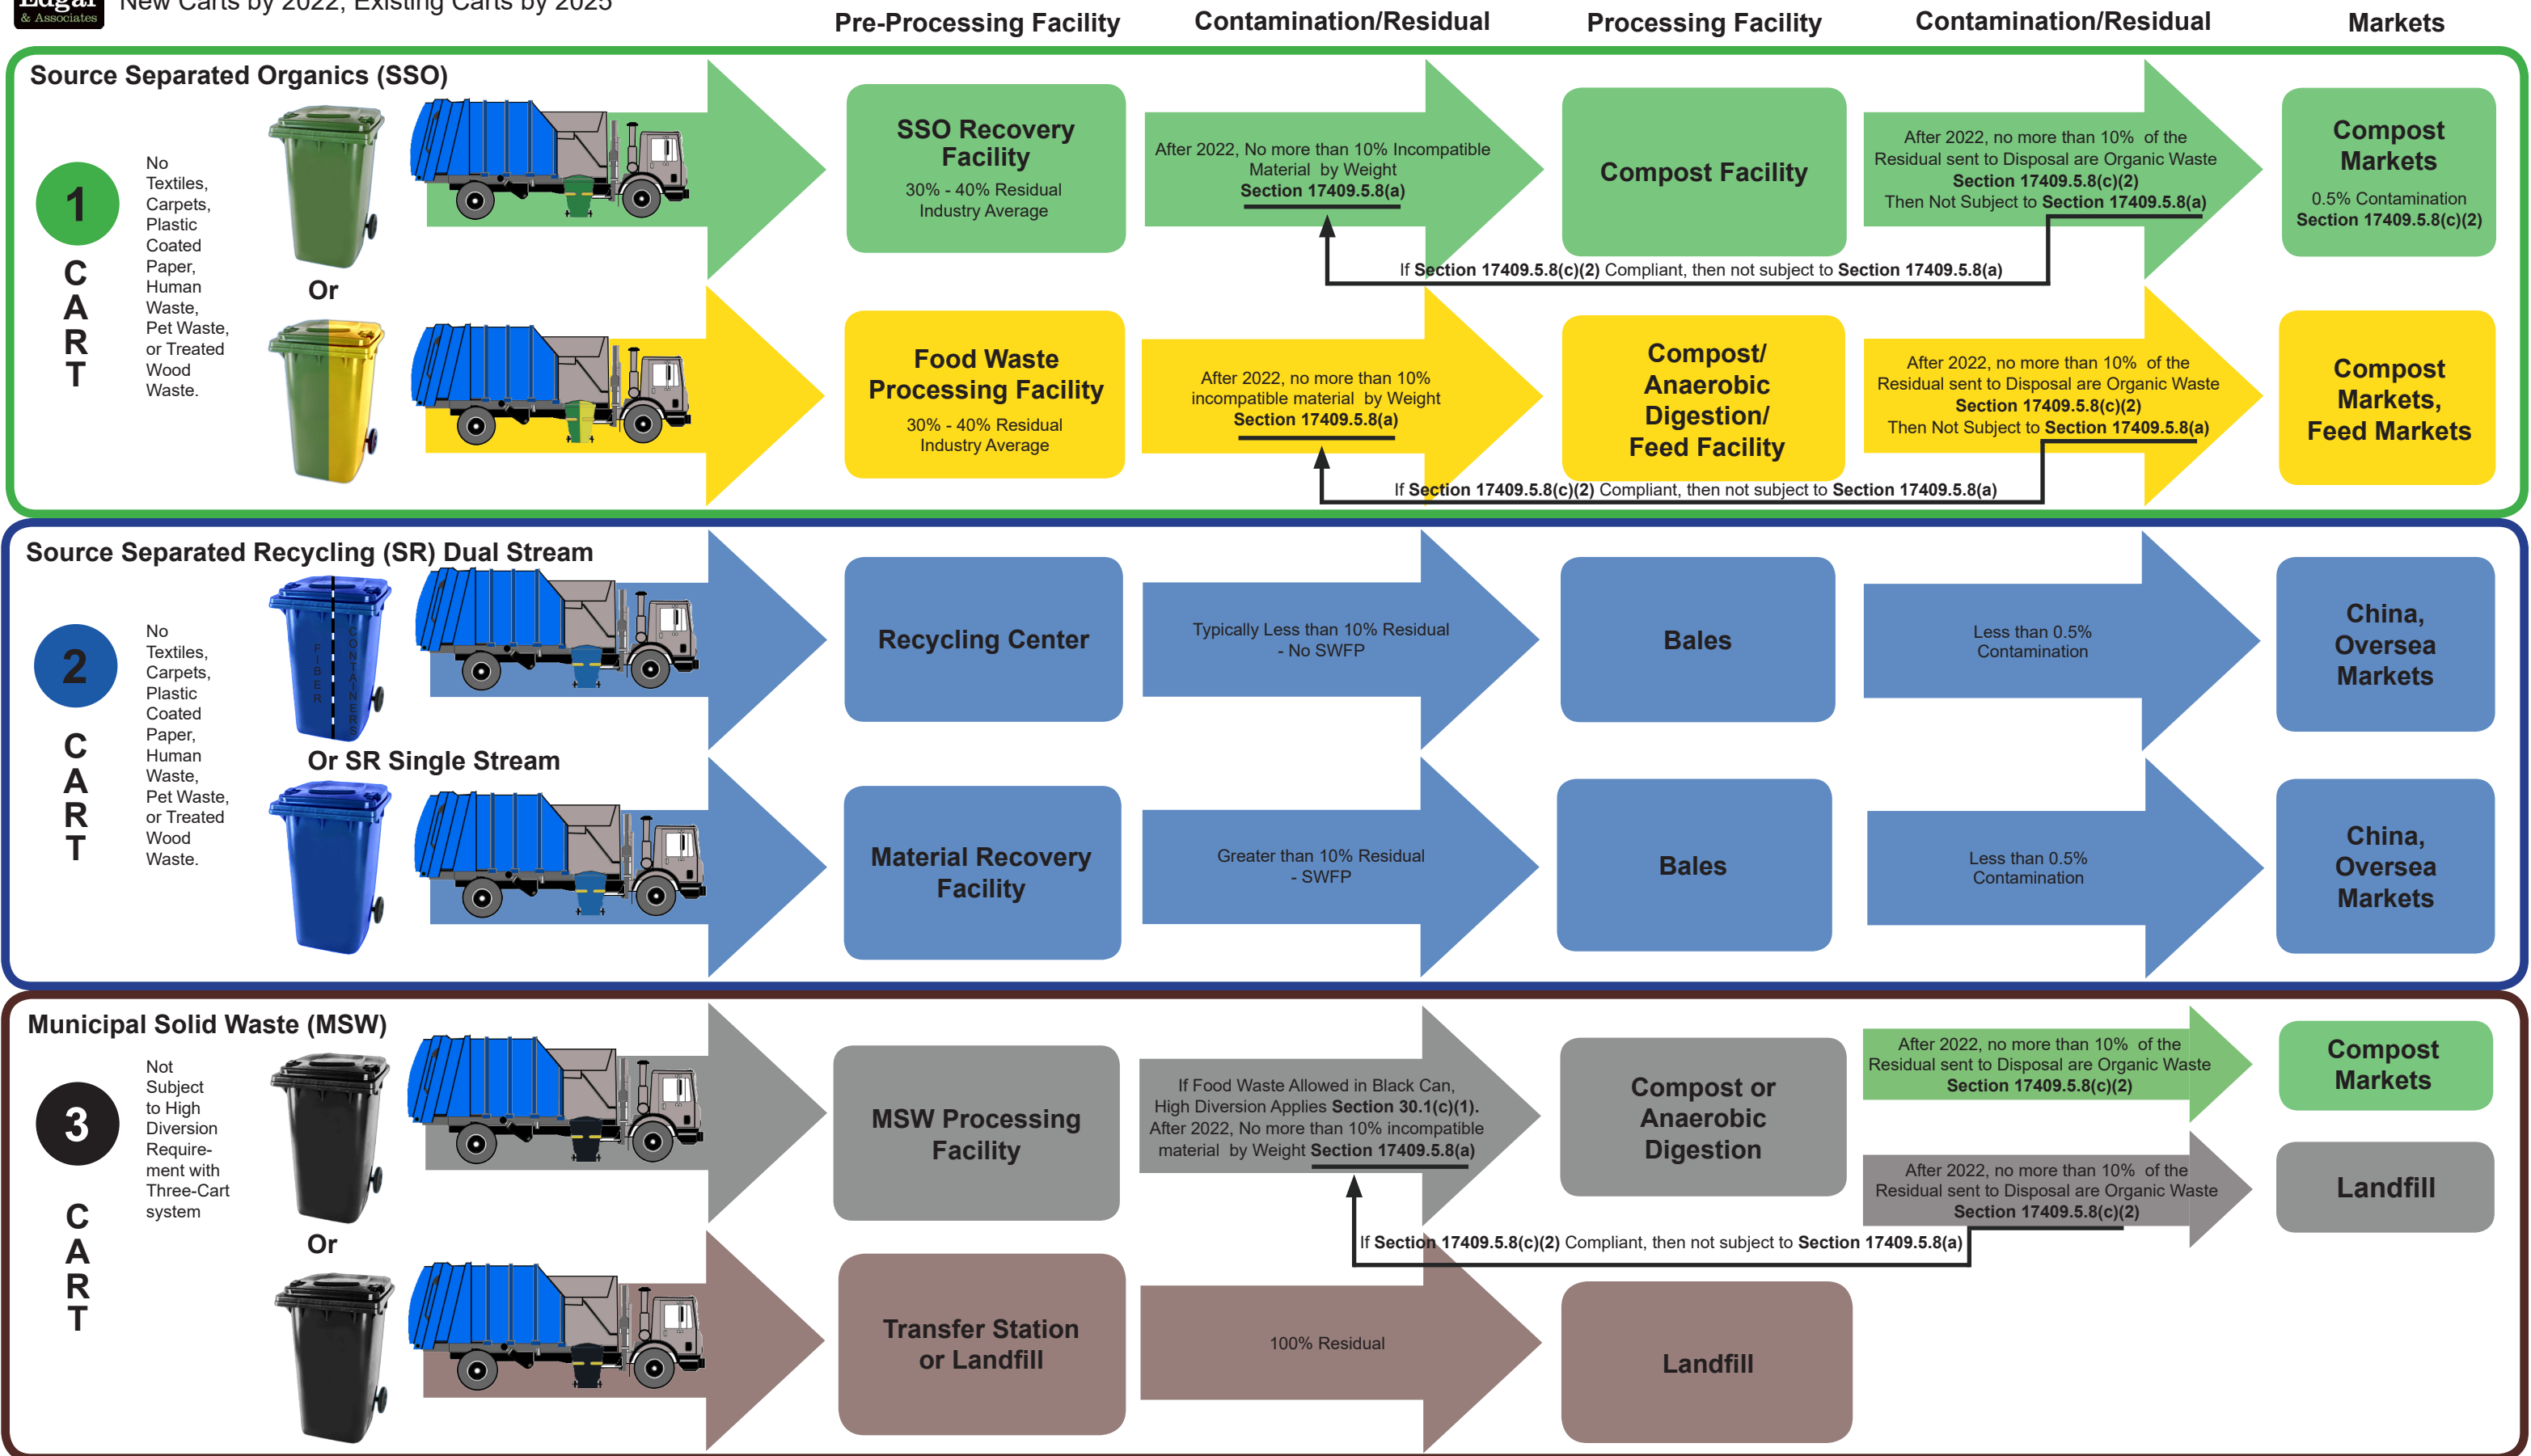 Edgar
& Associates
New Carts by 2022, Existing Carts by 2025
Pre-Processing Facility
Contamination/Residual
Processing Facility
Contamination/Residual
Markets
Source Separated Organics (SSO)
1
CART
No
Textiles,
Carpets,
Plastic
Coated
Paper,
Human
Waste,
Pet Waste,
or Treated
Wood
Waste.
Or
SSO Recovery
Facility
30% - 40% Residual
Industry Average
After 2022, No more than 10% Incompatible
Material by Weight
Section 17409.5.8(a)
Compost Facility
After 2022, no more than 10% of the
Residual sent to Disposal are Organic Waste
Section 17409.5.8(c)(2)
Then Not Subject to Section 17409.5.8(a)
Compost
Markets
0.5% Contamination
Section 17409.5.8(c)(2)
If Section 17409.5.8(c)(2) Compliant, then not subject to Section 17409.5.8(a)
Food Waste
Processing Facility
30% - 40% Residual
Industry Average
After 2022, no more than 10%
incompatible material by Weight
Section 17409.5.8(a)
Compost/
Anaerobic
Digestion/
Feed Facility
After 2022, no more than 10% of the
Residual sent to Disposal are Organic Waste
Section 17409.5.8(c)(2)
Then Not Subject to Section 17409.5.8(a)
Compost
Markets,
Feed Markets
If Section 17409.5.8(c)(2) Compliant, then not subject to Section 17409.5.8(a)
Source Separated Recycling (SR) Dual Stream
2
CART
No
Textiles,
Carpets,
Plastic
Coated
Paper,
Human
Waste,
Pet Waste,
or Treated
Wood
Waste.
FIBER
CONTAINERS
Recycling Center
Typically Less than 10% Residual
- No SWFP
Bales
Less than 0.5%
Contamination
China,
Oversea
Markets
Or SR Single Stream
Material Recovery
Facility
Greater than 10% Residual
- SWFP
Bales
Less than 0.5%
Contamination
China,
Oversea
Markets
Municipal Solid Waste (MSW)
3
CART
Not
Subject
to High
Diversion
Require-
ment with
Three-Cart
system
Or
MSW Processing
Facility
If Food Waste Allowed in Black Can,
High Diversion Applies Section 30.1(c)(1).
After 2022, No more than 10% incompatible
material by Weight Section 17409.5.8(a)
Compost or
Anaerobic
Digestion
After 2022, no more than 10% of the
Residual sent to Disposal are Organic Waste
Section 17409.5.8(c)(2)
Compost
Markets
After 2022, no more than 10% of the
Residual sent to Disposal are Organic Waste
Section 17409.5.8(c)(2)
Landfill
If Section 17409.5.8(c)(2) Compliant, then not subject to Section 17409.5.8(a)
Transfer Station
or Landfill
100% Residual
Landfill